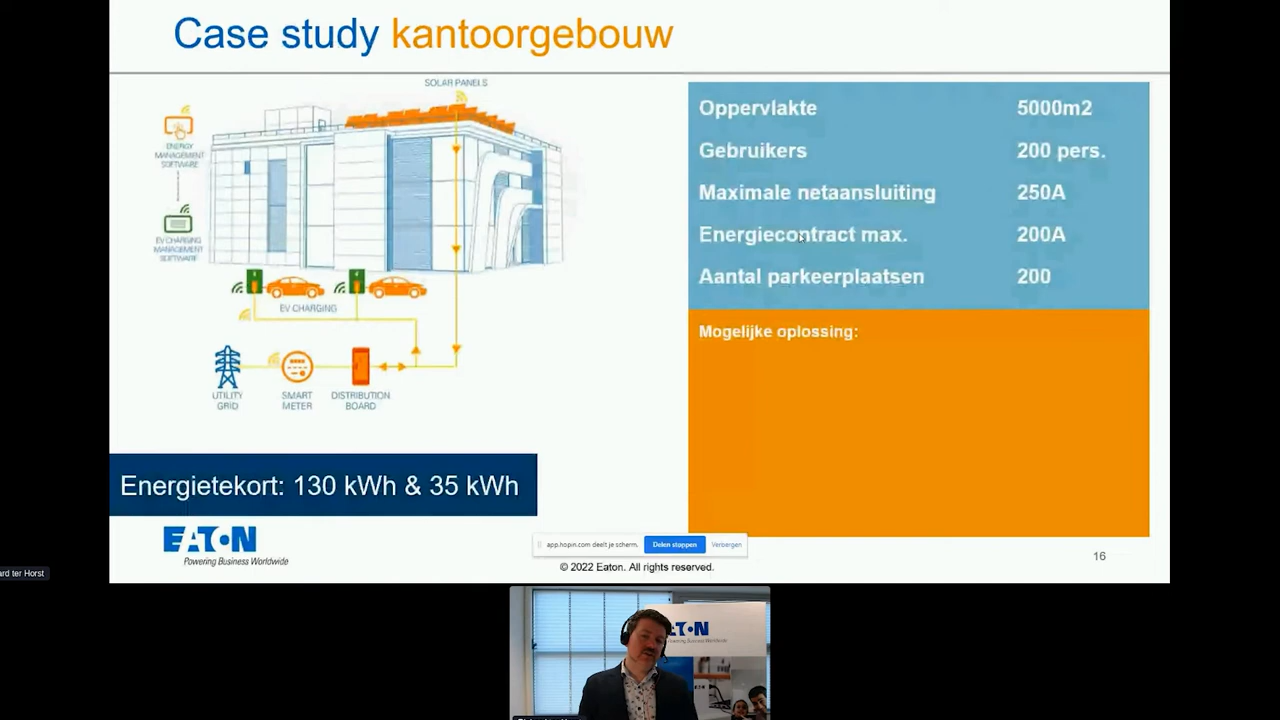 Case study kantoorgebouw
SOLAR PANELS
ENERGY
MANAGEMENT
SOFTWARE
EV CHARGING
MANAGEMENT
SOFTWARE
EV CHARGING
UTILITY
GRID
SMART
METER
DISTRIBUTION
BOARD
Oppervlakte 5000m2
Gebruikers 200 pers.
Maximale netaansluiting 250A
Energiecontract max. 200A
Aantal parkeerplaatsen 200
Mogelijke oplossing:
Energietekort: 130 kWh & 35 kWh
EATON
Powering Business Worldwide
app.hopin.com deelt je scherm. Delen stoppen Verbergen
© 2022 Eaton. All rights reserved.
16
ter Horst